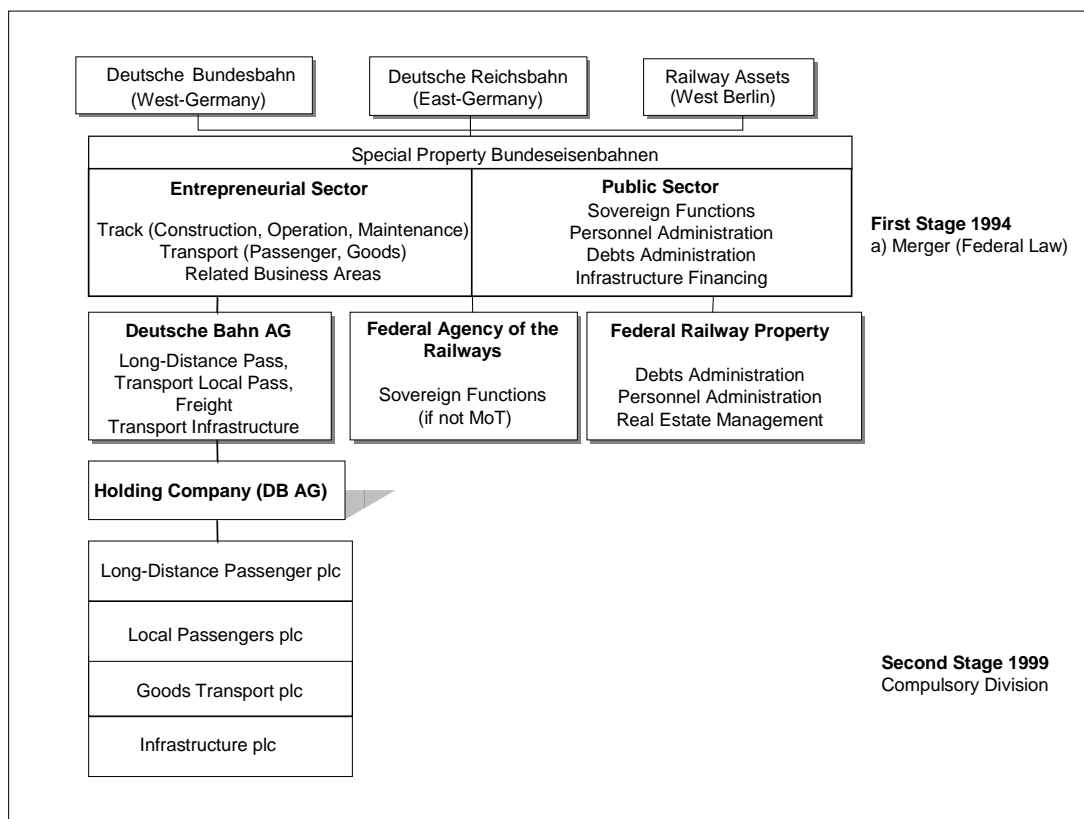 Deutsche Bundesbahn
(West-Germany)
Deutsche Reichsbahn
(East-Germany)
Railway Assets
(West Berlin)
Special Property Bundeseisenbahnen
Entrepreneurial Sector
Track (Construction, Operation, Maintenance)
Transport (Passenger, Goods)
Related Business Areas
Public Sector
Sovereign Functions
Personnel Administration
Debts Administration
Infrastructure Financing
First Stage 1994
a) Merger (Federal Law)
Deutsche Bahn AG
Long-Distance Pass,
Transport Local Pass,
Freight
Transport Infrastructure
Federal Agency of the
Railways
Sovereign Functions
(if not MoT)
Federal Railway Property
Debts Administration
Personnel Administration
Real Estate Management
Holding Company (DB AG)
Long-Distance Passenger plc
Local Passengers plc
Goods Transport plc
Infrastructure plc
Second Stage 1999
Compulsory Division